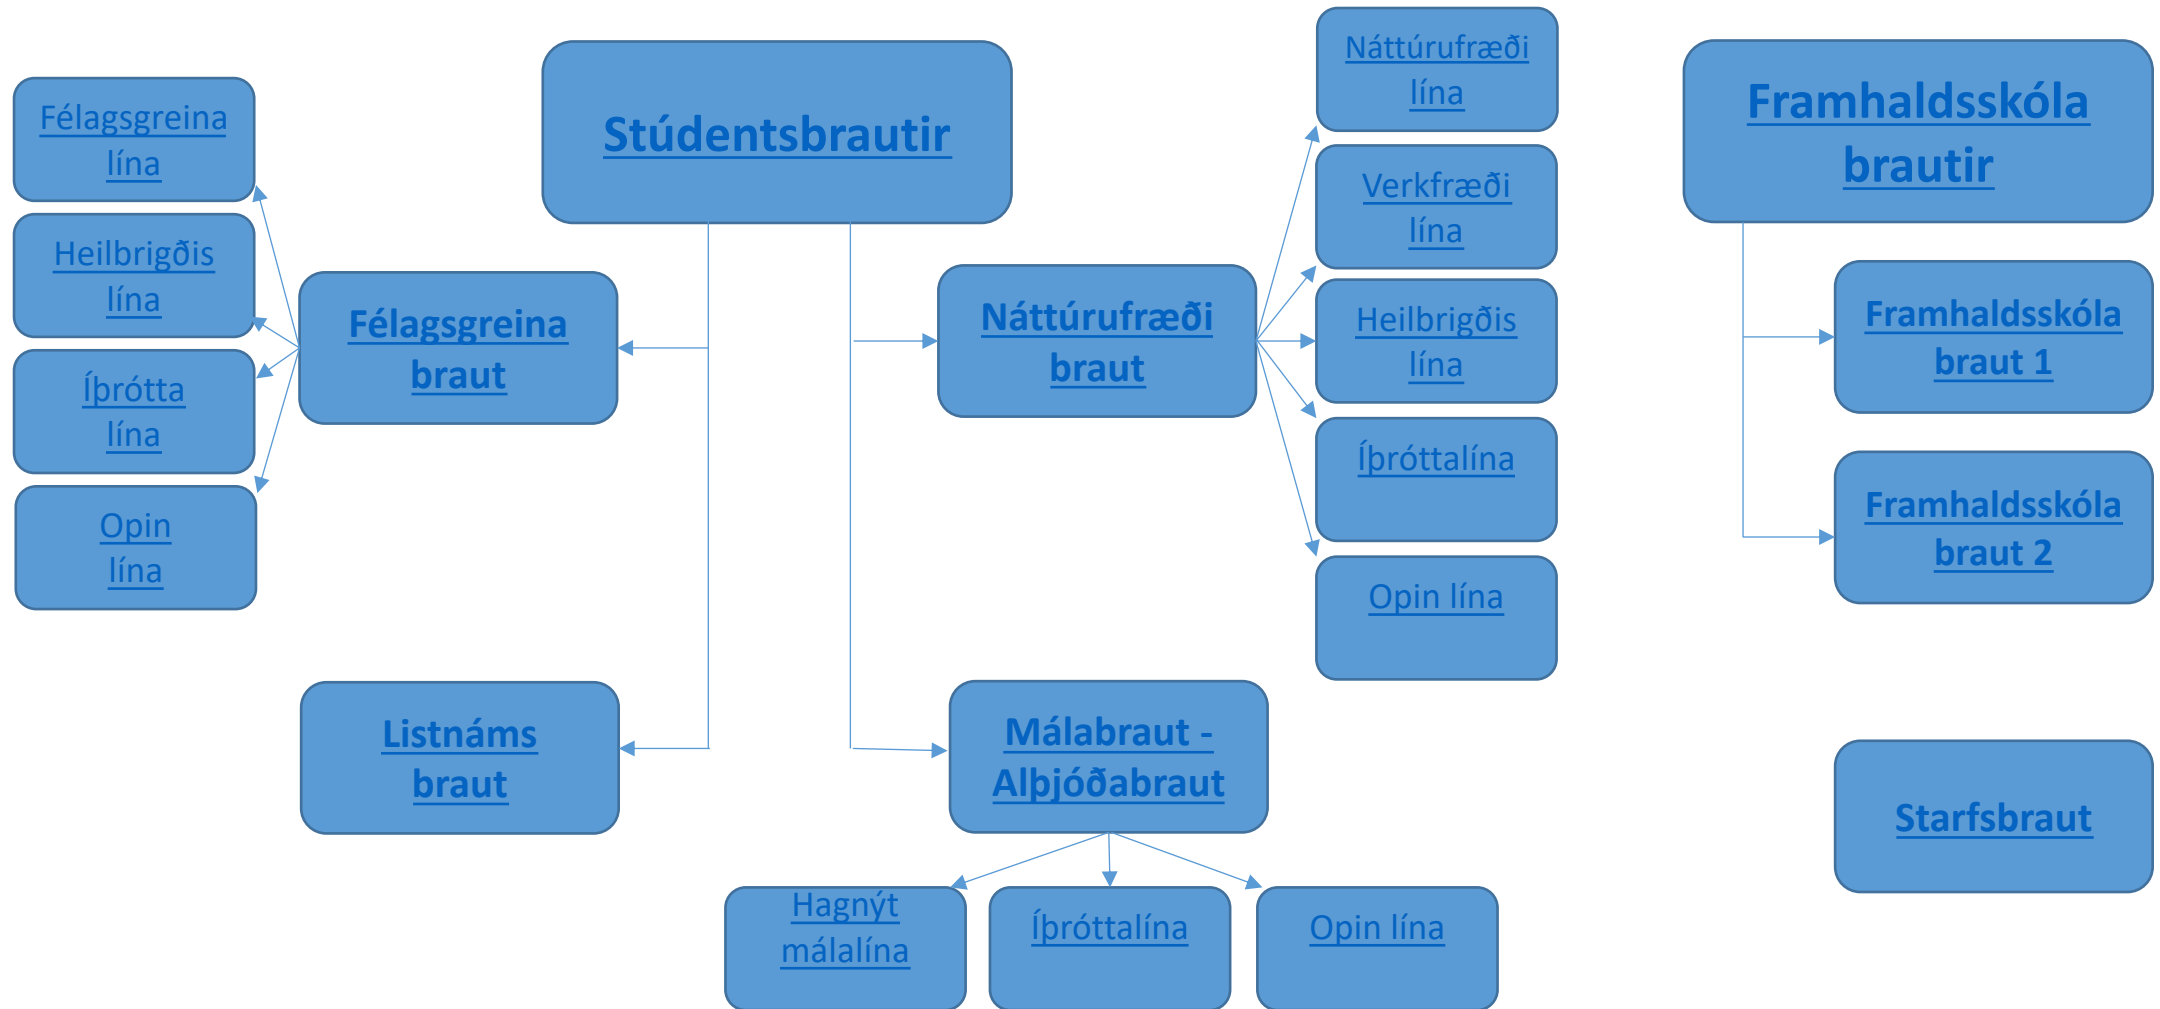 Stúdentsbrautir
Félagsgreina
lína
Heilbrigðis
lína
Íþrótta
lína
Opin
lína
Félagsgreina
braut
Listnáms
braut
Náttúrufræði
braut
Náttúrufræði
lína
Verkfræði
lína
Heilbrigðis
lína
Íþróttalína
Opin lína
Málabraut -
Alþjóðabraut
Hagnýt
málalína
Íþróttalína
Opin lína
Framhaldsskóla
brautir
Framhaldsskóla
braut 1
Framhaldsskóla
braut 2
Starfsbraut